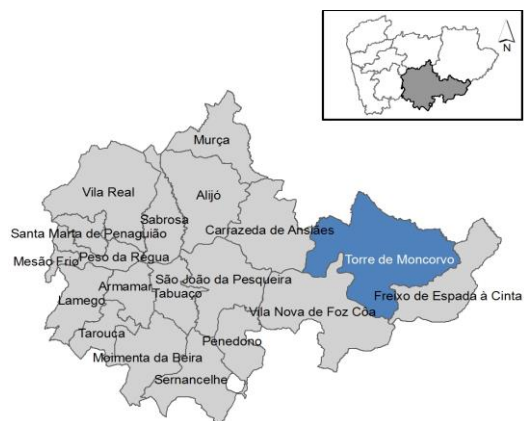 N
Murça
Vila Real
Alijó
Sabrosa
Santa Marta de Penaguião
Carrazeda de Ansiães
Mesão Frio
Peso da Régua
Torre de Moncorvo
São João da Pesqueira
Armamar
Tabuaço
Lamego
Freixo de Espada à Cinta
Vila Nova de Foz Côa
Tarouca
Penedono
Moimenta da Beira
Sernancelhe